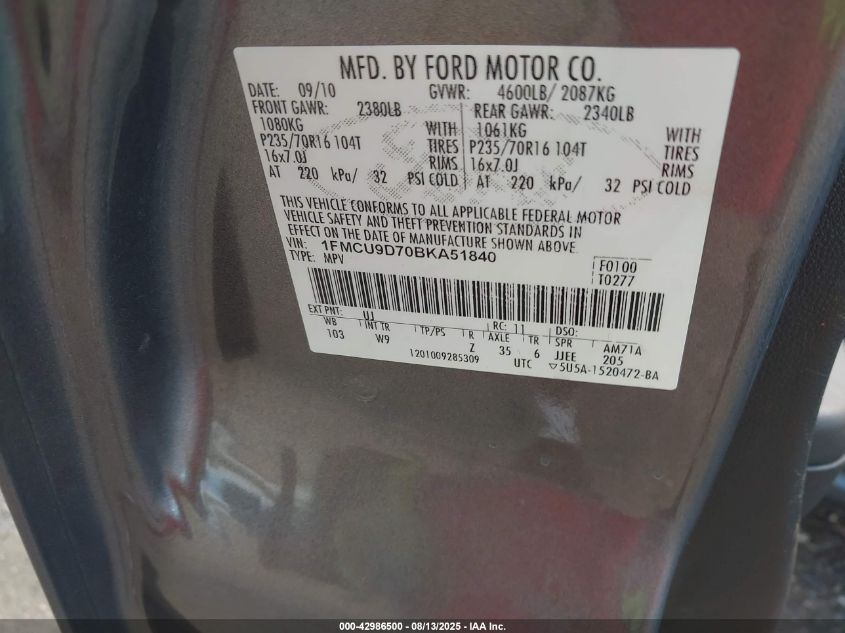 MFD. BY FORD MOTOR CO.
DATE: 09/10 GVWR: 4600LB/ 2087KG
FRONT GAWR: 2380LB REAR GAWR: 2340LB
1080KG WITH 1061KG WITH
P235/70R16 104T TIRES P235/70R16 104T TIRES
16x7.0J RIMS 16x7.0J RIMS
AT 220 kPa/ 32 PSI COLD AT 220 kPa/ 32 PSI COLD
THIS VEHICLE CONFORMS TO ALL APPLICABLE FEDERAL MOTOR
VEHICLE SAFETY AND THEFT PREVENTION STANDARDS IN
EFFECT ON THE DATE OF MANUFACTURE SHOWN ABOVE.
VIN: 1FMCU9D70BKA51840 F0100
TYPE: MPV T0277
EXT PNT: UJ RC: 11 DSO:
WB INT TR TP/PS R AXLE TR SPR AM71A
103 W9 Z 35 6 JJEE 205
1201009285309 UTC ▽5U5A-1520472-BA
000-42986500 - 08/13/2025 - IAA Inc.